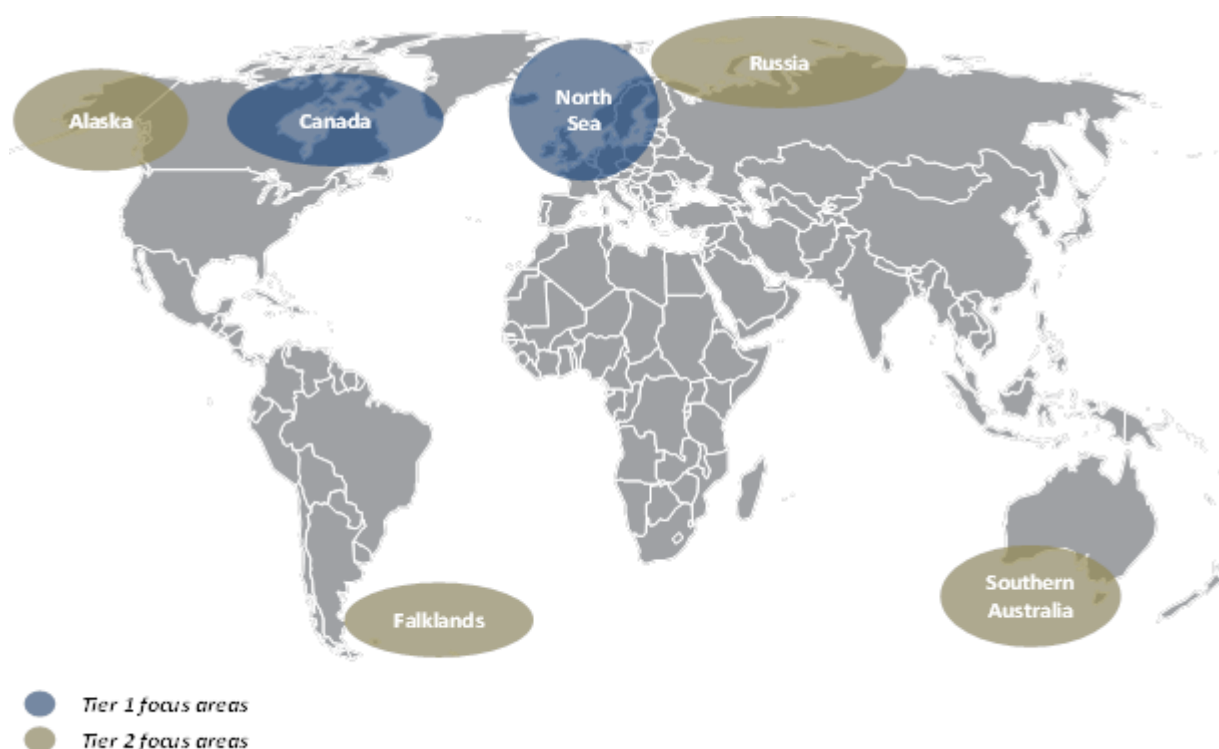 Russia
North
Sea
Alaska
Canada
Southern
Australia
Falklands
Tier 1 focus areas
Tier 2 focus areas